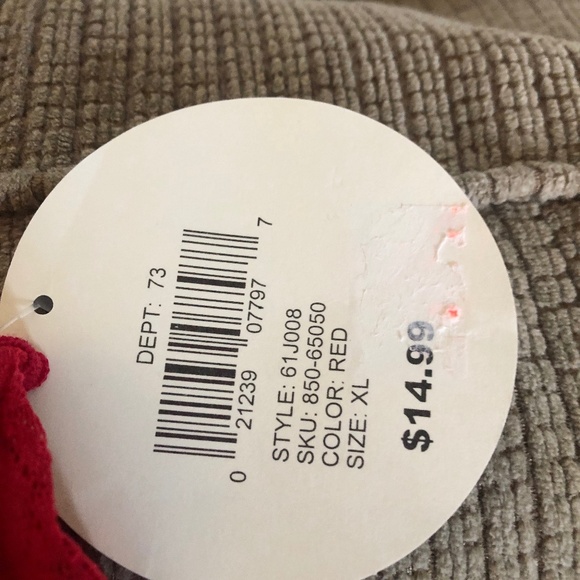 DEPT: 73
0 21239 07797 7
STYLE: 61J008
SKU: 850-65050
COLOR: RED
SIZE: XL
$14.99